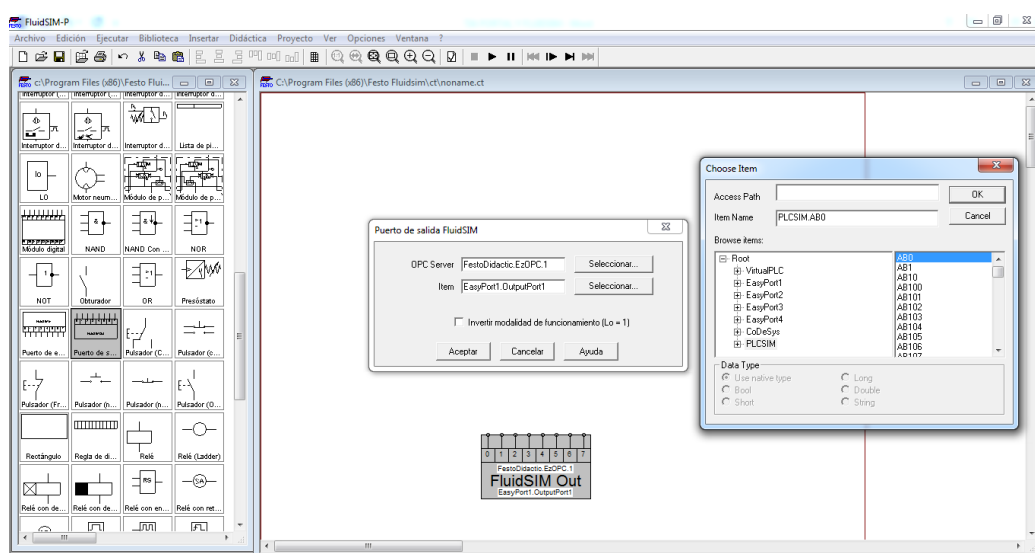 FluidSIM-P
Archivo Edición Ejecutar Biblioteca Insertar Didáctica Proyecto Ver Opciones Ventana ?
c:\Program Files (x86)\Festo Flui...
Interruptor (... Interruptor (... Interruptor d... Interruptor d...
Interruptor d... Interruptor d... Interruptor d... Lista de pi...
LO Motor neum... Módulo de p... Módulo de p...
Módulo digital NAND NAND Con ... NOR
NOT Obturador OR Presóstato
Puerto de e... Puerto de s... Pulsador (C... Pulsador (c...
Pulsador (Fr... Pulsador (n... Pulsador (n... Pulsador (O...
Rectángulo Regla de di... Relé Relé (Ladder)
RS
SA
Relé con de... Relé con de... Relé con en... Relé con ret...
C:\Program Files (x86)\Festo Fluidsim\ct\noname.ct
Puerto de salida FluidSIM
OPC Server FestoDidactic.EzOPC.1 Seleccionar...
Item EasyPort1.OutputPort1 Seleccionar...
Invertir modalidad de funcionamiento (Lo = 1)
Aceptar Cancelar Ayuda
0 1 2 3 4 5 6 7
FestoDidactic.EzOPC.1
FluidSIM Out
EasyPort1.OutputPort1
Choose Item
Access Path OK
Item Name PLCSIM.AB0 Cancel
Browse items:
Root
VirtualPLC
EasyPort1
EasyPort2
EasyPort3
EasyPort4
CoDeSys
PLCSIM
AB0
AB1
AB10
AB100
AB101
AB102
AB103
AB104
AB105
AB106
AB107
Data Type
Use native type Long
Bool Double
Short String